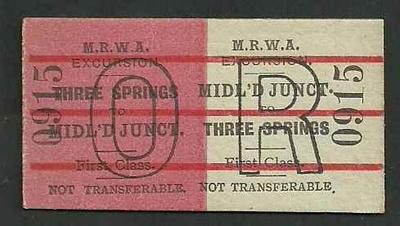 0915
M.R.W.A.
EXCURSION.
THREE SPRINGS
to
MIDL'D JUNCT.
First Class.
NOT TRANSFERABLE.
O
M.R.W.A.
EXCURSION.
MIDL'D JUNCT.
to
THREE SPRINGS
First Class.
NOT TRANSFERABLE.
R
0915